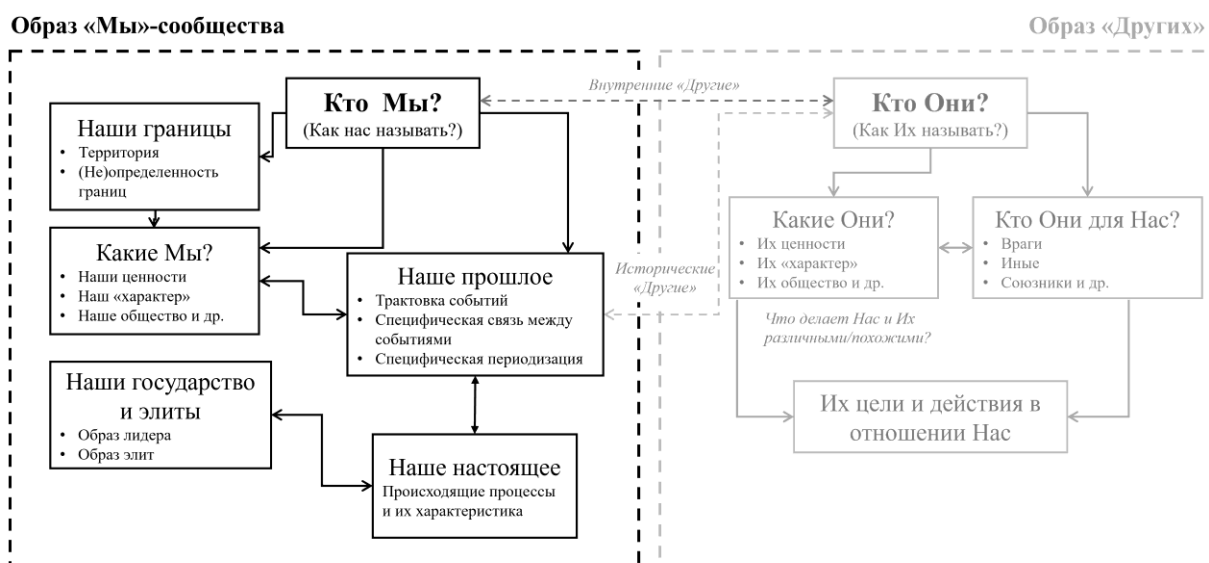 Образ «Мы»-сообщества
Образ «Других»
Кто Мы?
(Как нас называть?)
Внутренние «Другие»
Кто Они?
(Как Их называть?)
Наши границы
• Территория
• (Не)определенность
границ
Какие Мы?
• Наши ценности
• Наш «характер»
• Наше общество и др.
Наше прошлое
• Трактовка событий
• Специфическая связь между
событиями
• Специфическая периодизация
Исторические
«Другие»
Какие Они?
• Их ценности
• Их «характер»
• Их общество и др.
Кто Они для Нас?
• Враги
• Иные
• Союзники и др.
Что делает Нас и Их
различными/похожими?
Наши государство
и элиты
• Образ лидера
• Образ элит
Наше настоящее
Происходящие процессы
и их характеристика
Их цели и действия в
отношении Нас